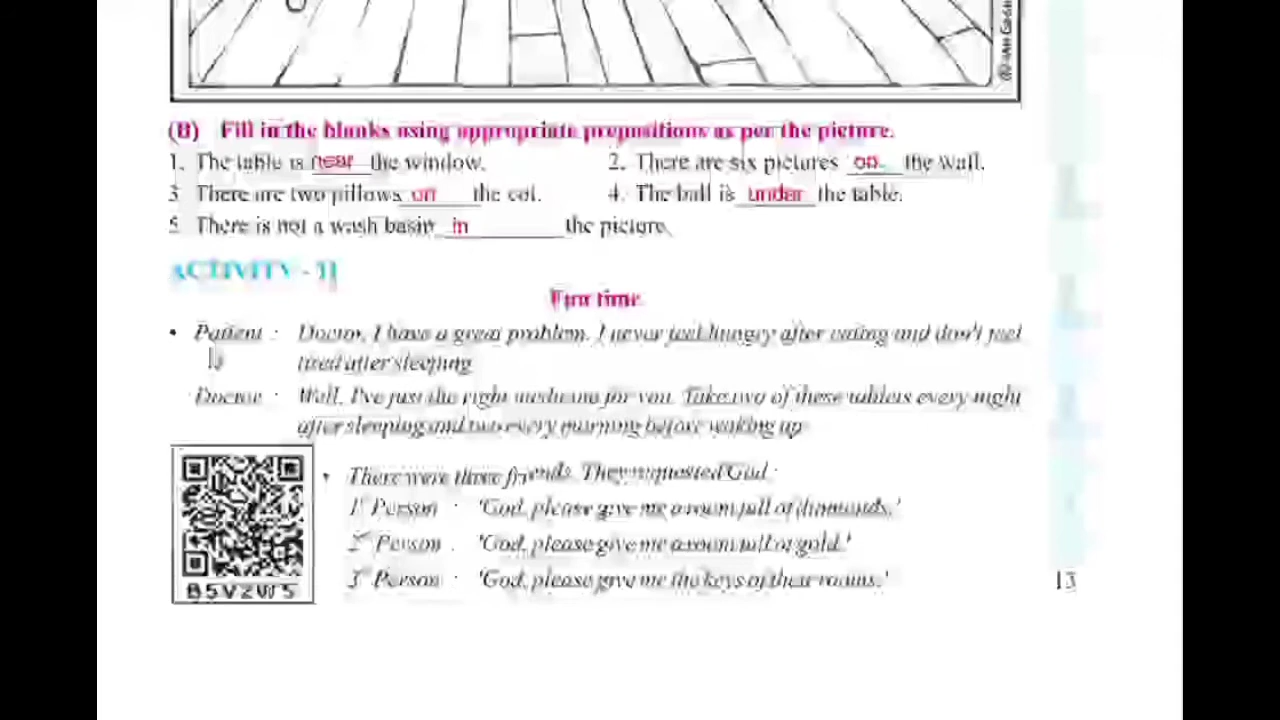 (B) Fill in the blanks using appropriate prepositions as per the picture.
1. The table is near the window. 2. There are six pictures on the wall.
3 There are two pillows on the cot. 4. The ball is under the table.
5 There is not a wash basin in the picture.
ACTIVITY - 11
Fun time
• Patient : Doctor, I have a great problem. I never feel hungry after eating and don't feel
tired after sleeping
Doctor : Well, I've just the right medicine for you. Take two of these tablets every night
after sleeping and two every morning before waking up
• There were three friends. They requested God :
1st Person : 'God, please give me a room full of diamonds.'
2nd Person : 'God, please give me a room full of gold.'
3rd Person : 'God, please give me the keys of their rooms.'
B5V2W5
13